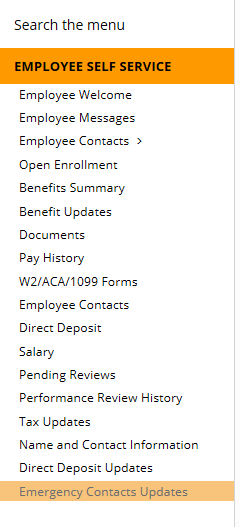 Search the menu
EMPLOYEE SELF SERVICE
Employee Welcome
Employee Messages
Employee Contacts >
Open Enrollment
Benefits Summary
Benefit Updates
Documents
Pay History
W2/ACA/1099 Forms
Employee Contacts
Direct Deposit
Salary
Pending Reviews
Performance Review History
Tax Updates
Name and Contact Information
Direct Deposit Updates
Emergency Contacts Updates